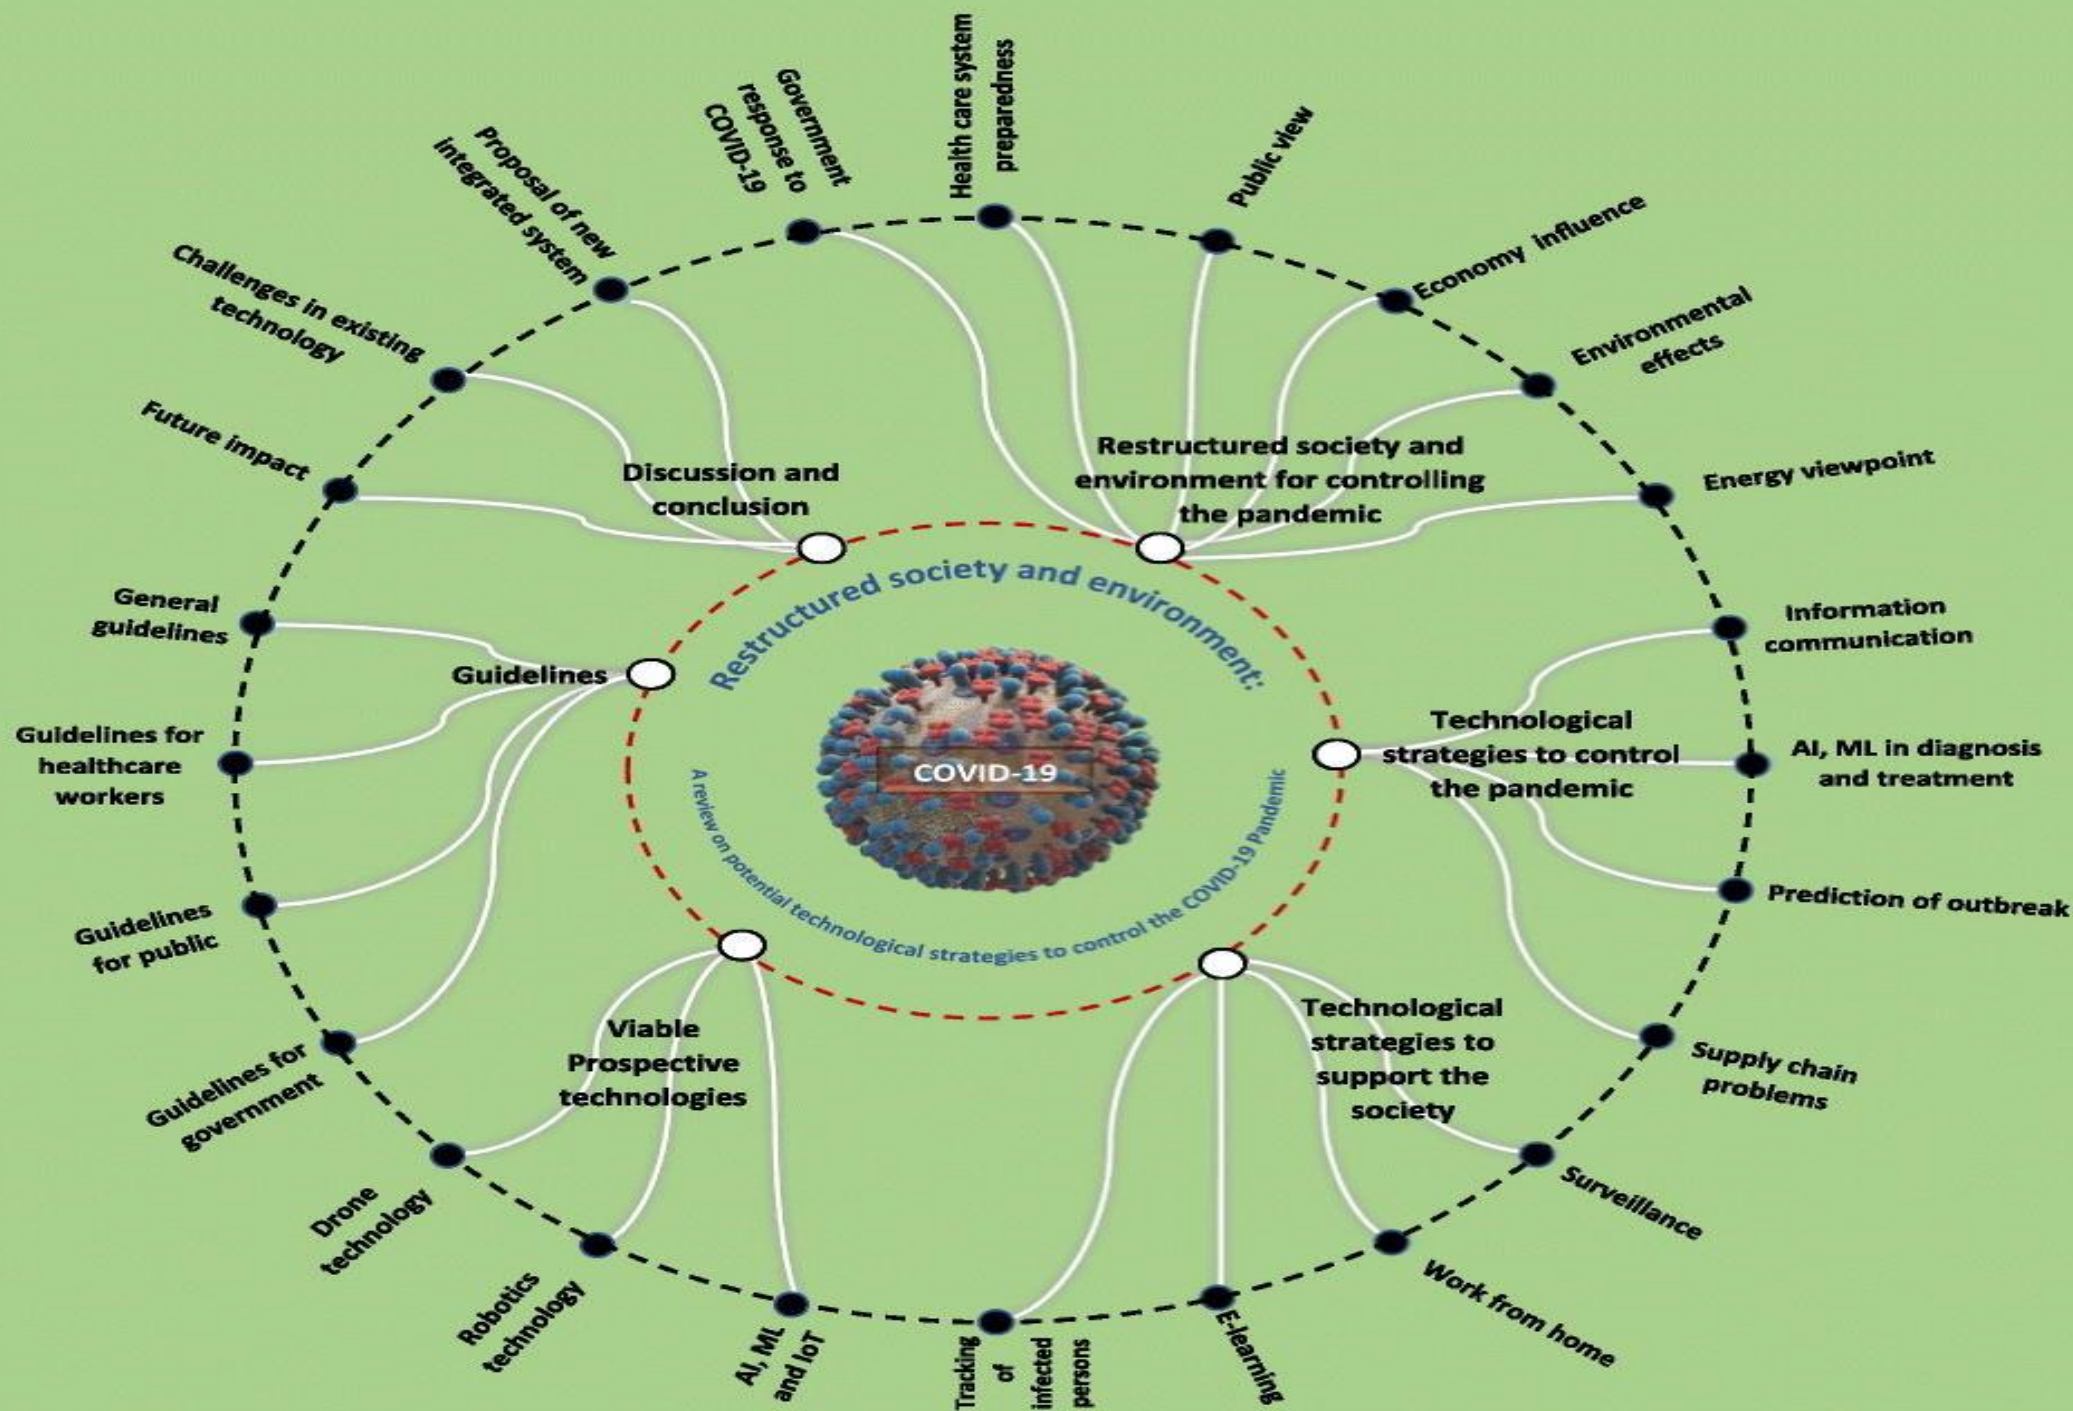 Government
response to
COVID-19
Health care system
preparedness
Public view
Economy influence
Environmental
effects
Energy viewpoint
Information
communication
AI, ML in diagnosis
and treatment
Prediction of outbreak
Supply chain
problems
Surveillance
Work from home
E-learning
Tracking
of
infected
persons
AI, ML
and IoT
Robotics
technology
Drone
technology
Guidelines for
government
Guidelines
for public
Guidelines for
healthcare
workers
General
guidelines
Future impact
Challenges in existing
technology
Proposal of new
integrated system
Discussion and
conclusion
Restructured society and
environment for controlling
the pandemic
Technological
strategies to control
the pandemic
Technological
strategies to
support the
society
Viable
Prospective
technologies
Guidelines
Restructured society and environment:
COVID-19
A review on potential technological strategies to control the COVID-19 Pandemic